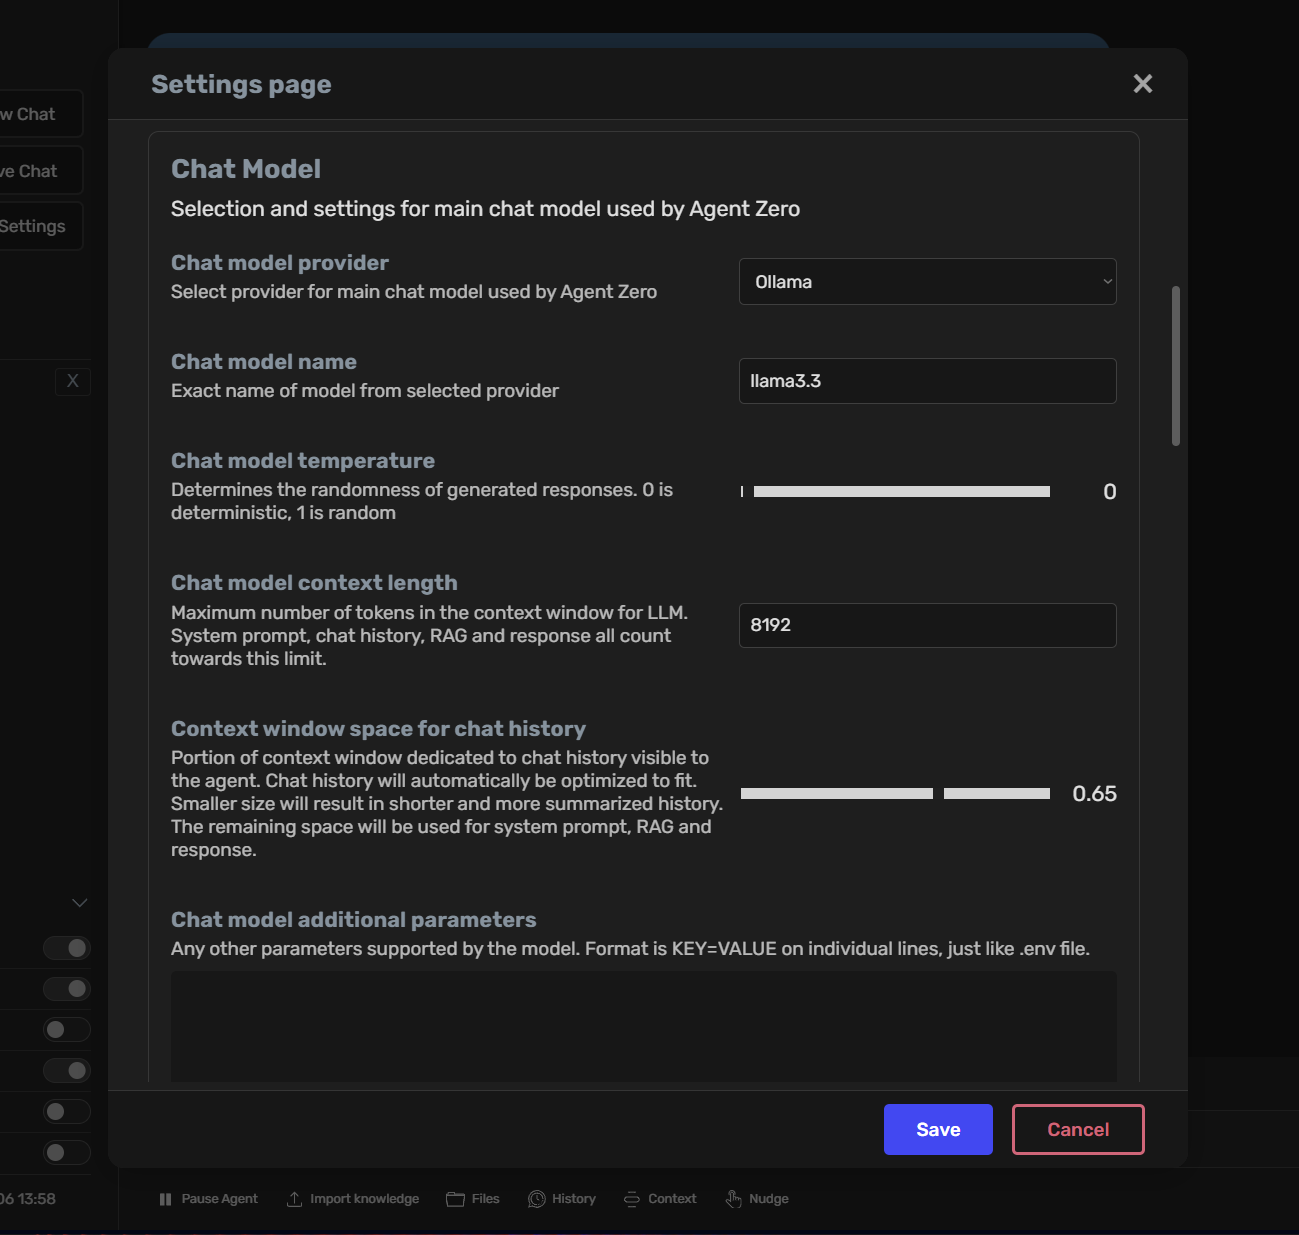 Settings page
w Chat
ve Chat
Settings
X
Chat Model
Selection and settings for main chat model used by Agent Zero
Chat model provider
Select provider for main chat model used by Agent Zero
Ollama
Chat model name
Exact name of model from selected provider
llama3.3
Chat model temperature
Determines the randomness of generated responses. 0 is
deterministic, 1 is random
0
Chat model context length
Maximum number of tokens in the context window for LLM.
System prompt, chat history, RAG and response all count
towards this limit.
8192
Context window space for chat history
Portion of context window dedicated to chat history visible to
the agent. Chat history will automatically be optimized to fit.
Smaller size will result in shorter and more summarized history.
The remaining space will be used for system prompt, RAG and
response.
0.65
Chat model additional parameters
Any other parameters supported by the model. Format is KEY=VALUE on individual lines, just like .env file.
Save
Cancel
06 13:58
Pause Agent
Import knowledge
Files
History
Context
Nudge